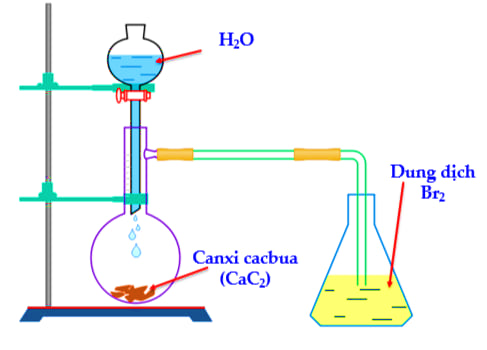 H₂O
Dung dịch
Br₂
Canxi cacbua
(CaC₂)